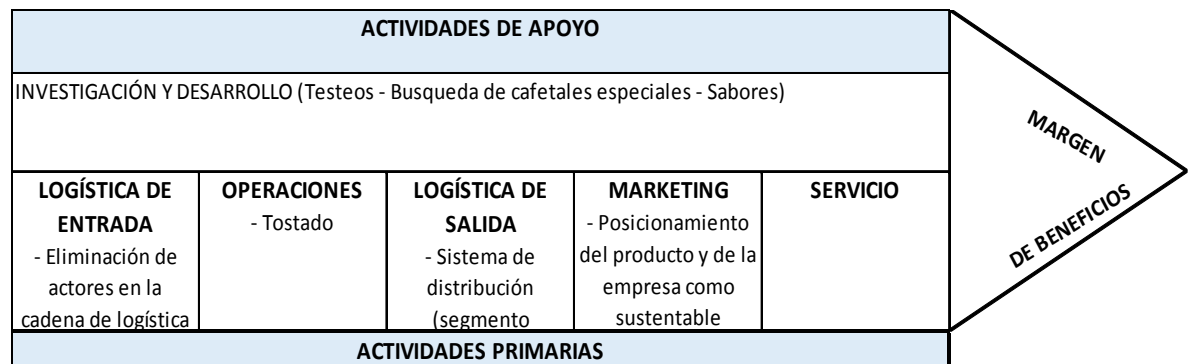 ACTIVIDADES DE APOYO
INVESTIGACIÓN Y DESARROLLO (Testeos - Busqueda de cafetales especiales - Sabores)
LOGÍSTICA DE
ENTRADA
- Eliminación de
actores en la
cadena de logística
OPERACIONES
- Tostado
LOGÍSTICA DE
SALIDA
- Sistema de
distribución
(segmento
MARKETING
- Posicionamiento
del producto y de la
empresa como
sustentable
SERVICIO
ACTIVIDADES PRIMARIAS
MARGEN
DE BENEFICIOS